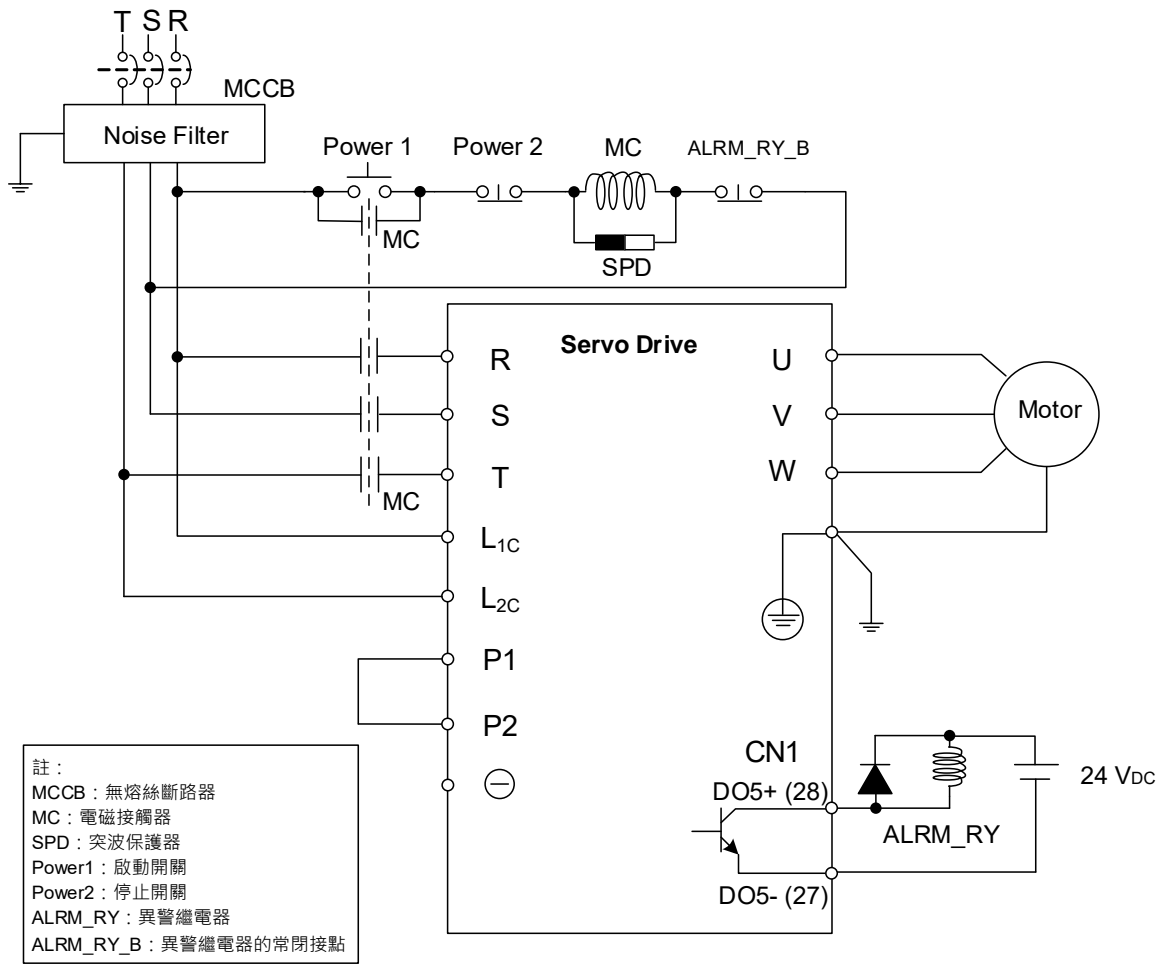 T S R
MCCB
Noise Filter
Power 1
Power 2
MC
ALRM_RY_B
MC
SPD
Servo Drive
R
U
S
V
Motor
T
W
MC
L1C
L2C
P1
P2
CN1
24 VDC
DO5+ (28)
ALRM_RY
DO5- (27)
註：
MCCB：無熔絲斷路器
MC：電磁接觸器
SPD：突波保護器
Power1：啟動開關
Power2：停止開關
ALRM_RY：異警繼電器
ALRM_RY_B：異警繼電器的常閉接點